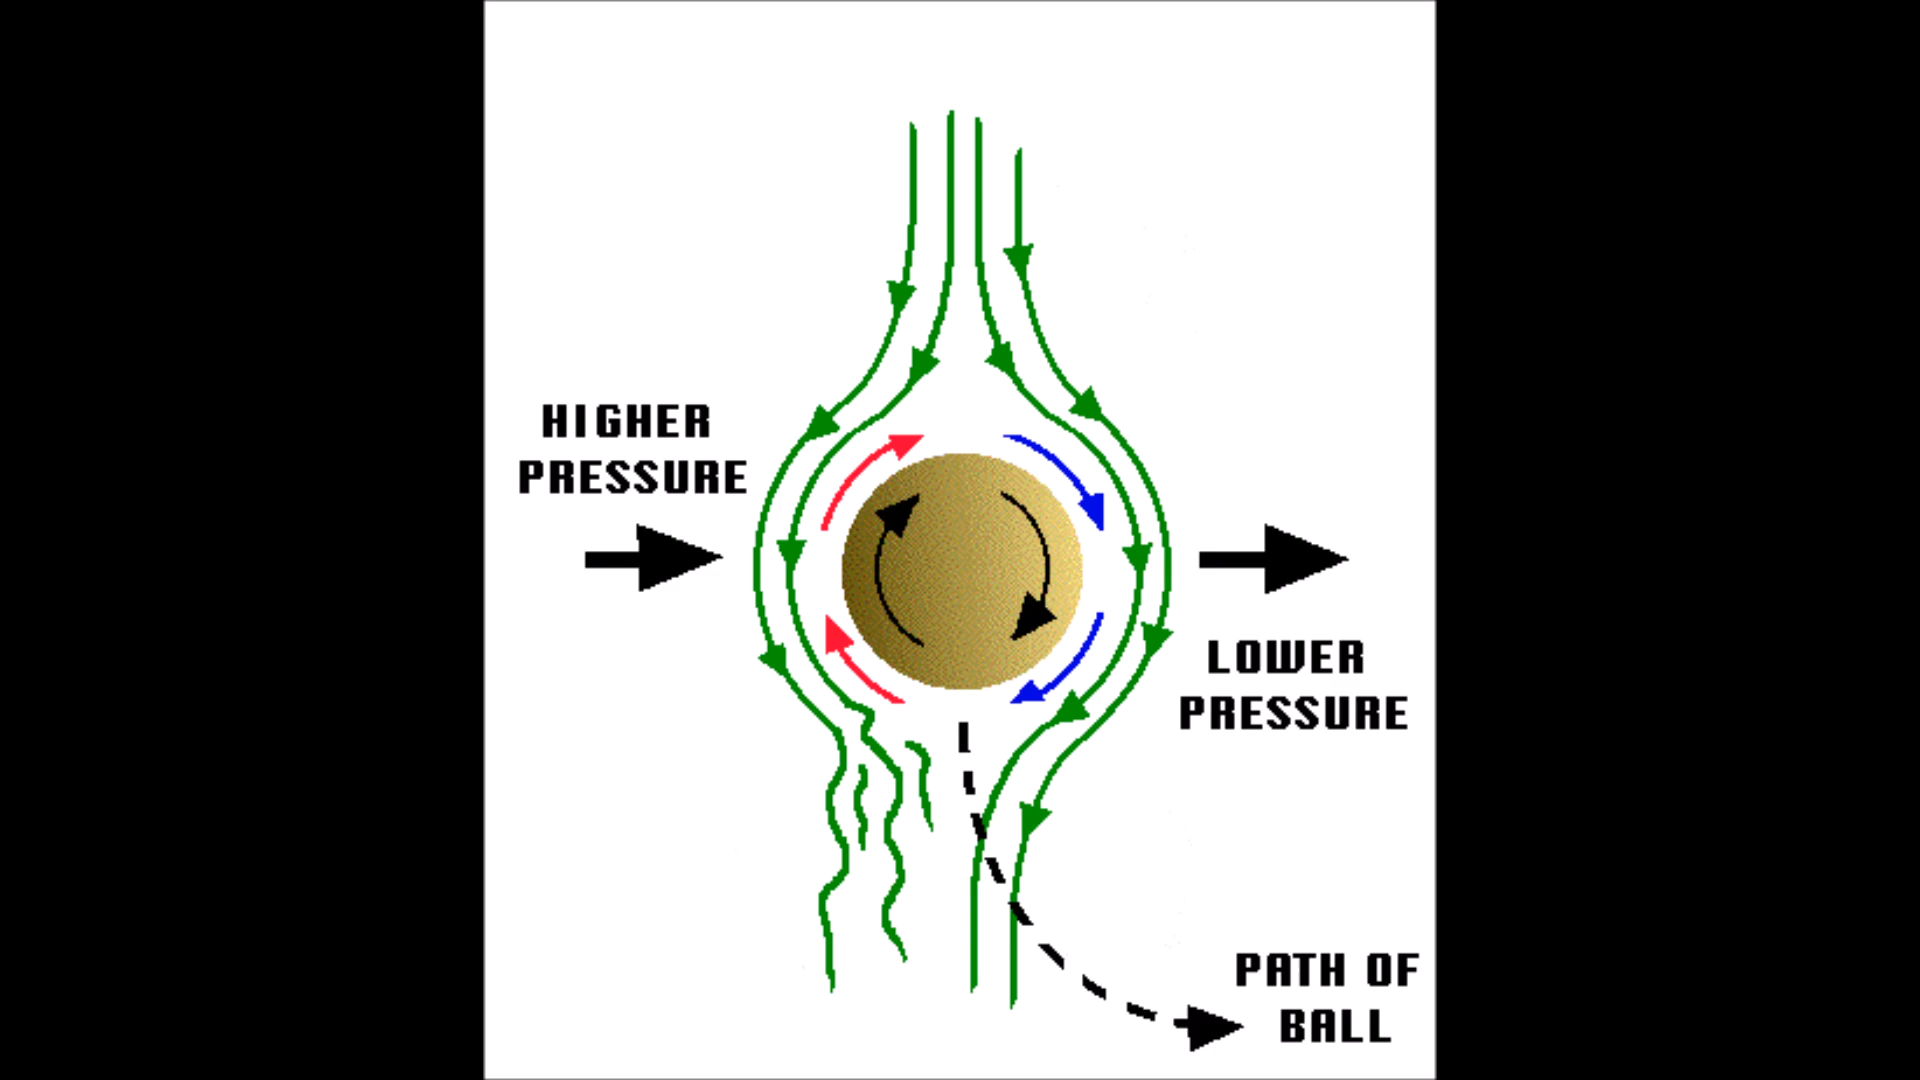 HIGHER
PRESSURE
LOWER
PRESSURE
PATH OF
BALL